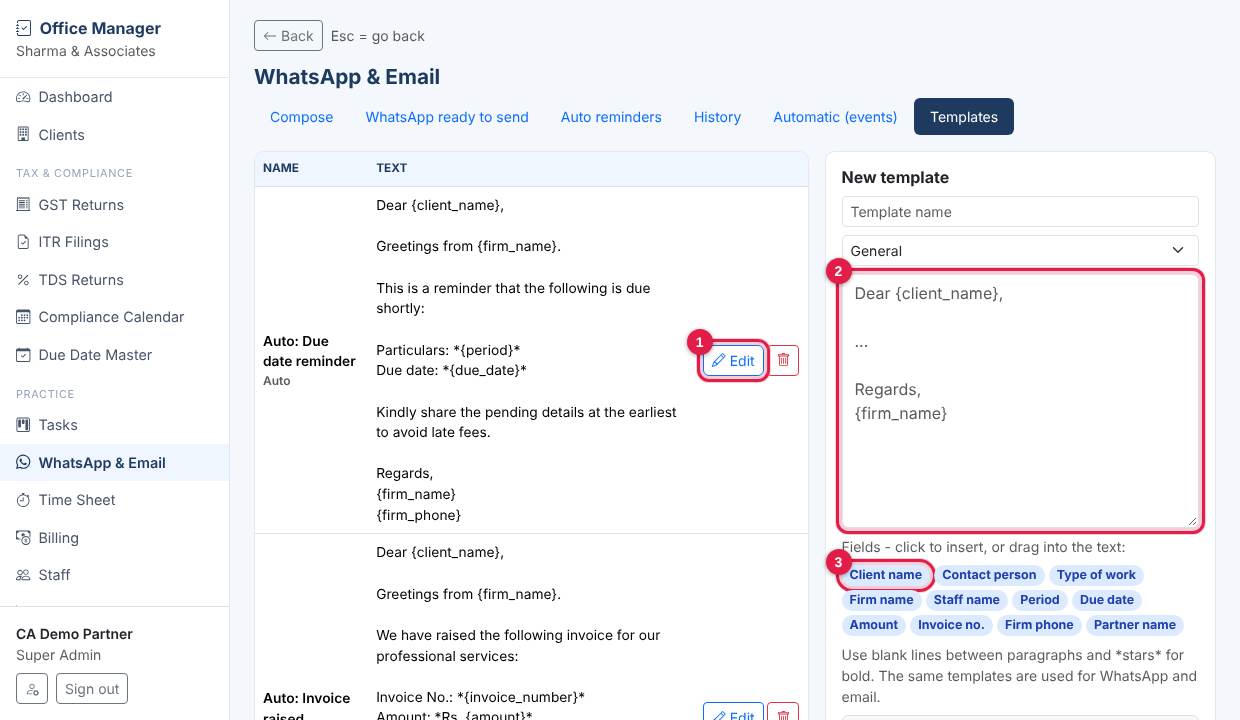 Office Manager
Sharma & Associates
Dashboard
Clients
TAX & COMPLIANCE
GST Returns
ITR Filings
TDS Returns
Compliance Calendar
Due Date Master
PRACTICE
Tasks
WhatsApp & Email
Time Sheet
Billing
Staff
CA Demo Partner
Super Admin
Sign out
← Back Esc = go back
WhatsApp & Email
Compose WhatsApp ready to send Auto reminders History Automatic (events) Templates
NAME TEXT
Auto: Due
date reminder
Auto
Dear {client_name},
Greetings from {firm_name}.
This is a reminder that the following is due
shortly:
Particulars: *{period}*
Due date: *{due_date}*
Kindly share the pending details at the earliest
to avoid late fees.
Regards,
{firm_name}
{firm_phone}
1
Edit
Auto: Invoice
raised
Dear {client_name},
Greetings from {firm_name}.
We have raised the following invoice for our
professional services:
Invoice No.: *{invoice_number}*
Amount: *Rs. {amount}*
Edit
New template
Template name
General
2
Dear {client_name},
...
Regards,
{firm_name}
Fields - click to insert, or drag into the text:
3
Client name Contact person Type of work
Firm name Staff name Period Due date
Amount Invoice no. Firm phone Partner name
Use blank lines between paragraphs and *stars* for
bold. The same templates are used for WhatsApp and
email.